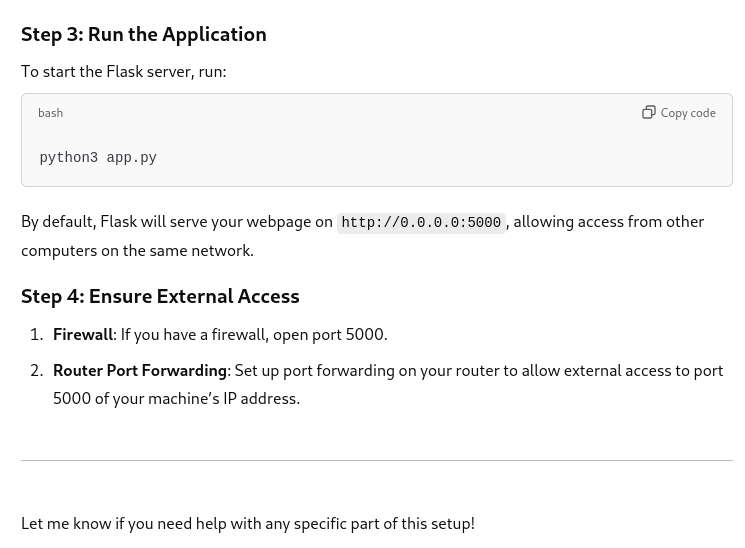 Step 3: Run the Application
To start the Flask server, run:
bash
Copy code
python3 app.py
By default, Flask will serve your webpage on http://0.0.0.0:5000, allowing access from other
computers on the same network.
Step 4: Ensure External Access
1. Firewall: If you have a firewall, open port 5000.
2. Router Port Forwarding: Set up port forwarding on your router to allow external access to port
5000 of your machine’s IP address.
Let me know if you need help with any specific part of this setup!